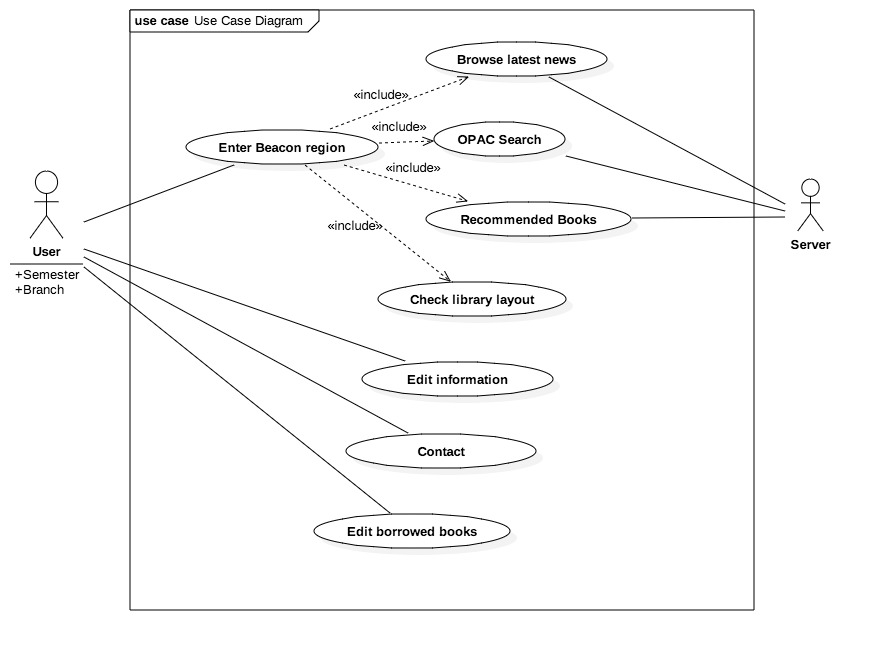 use case Use Case Diagram
Browse latest news
«include»
«include»
OPAC Search
Enter Beacon region
«include»
Recommended Books
«include»
User
+Semester
+Branch
Server
Check library layout
Edit information
Contact
Edit borrowed books